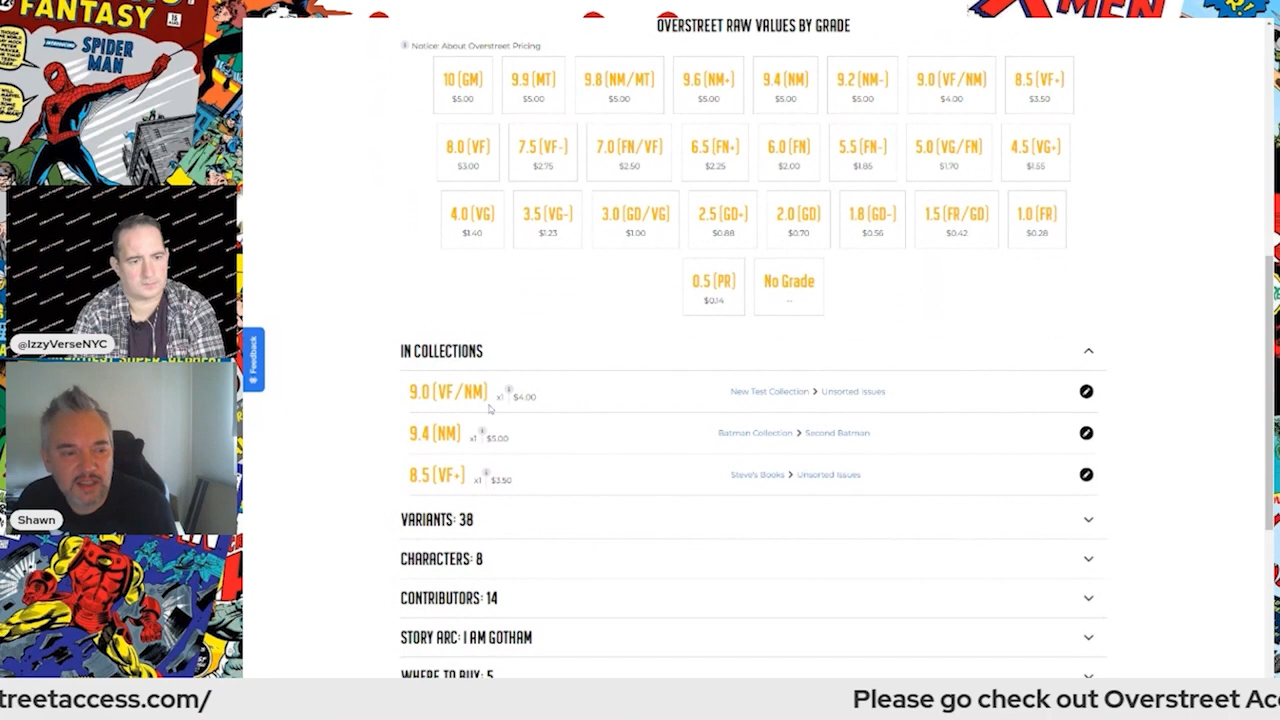 FANTASY
15
INTRODUCING
SPIDER
MAN
X-MEN
OVERSTREET RAW VALUES BY GRADE
Notice: About Overstreet Pricing
10 (GM) 9.9 (MT) 9.8 (NM/MT) 9.6 (NM+) 9.4 (NM) 9.2 (NM-) 9.0 (VF/NM) 8.5 (VF+)
$5.00 $5.00 $5.00 $5.00 $5.00 $5.00 $4.00 $3.50
8.0 (VF) 7.5 (VF-) 7.0 (FN/VF) 6.5 (FN+) 6.0 (FN) 5.5 (FN-) 5.0 (VG/FN) 4.5 (VG+)
$3.00 $2.75 $2.50 $2.25 $2.00 $1.85 $1.70 $1.55
4.0 (VG) 3.5 (VG-) 3.0 (GD/VG) 2.5 (GD+) 2.0 (GD) 1.8 (GD-) 1.5 (FR/GD) 1.0 (FR)
$1.40 $1.23 $1.00 $0.88 $0.70 $0.56 $0.42 $0.28
0.5 (PR) No Grade
$0.14 --
@IzzyVerseNYC
Feedback
IN COLLECTIONS
9.0 (VF/NM) x1 $4.00 New Test Collection > Unsorted Issues
9.4 (NM) x1 $5.00 Batman Collection > Second Batman
8.5 (VF+) x1 $3.50 Steve's Books > Unsorted Issues
Shawn
VARIANTS: 38
CHARACTERS: 8
CONTRIBUTORS: 14
STORY ARC: I AM GOTHAM
WHERE TO BUY: 5
streetaccess.com/ Please go check out Overstreet Acc